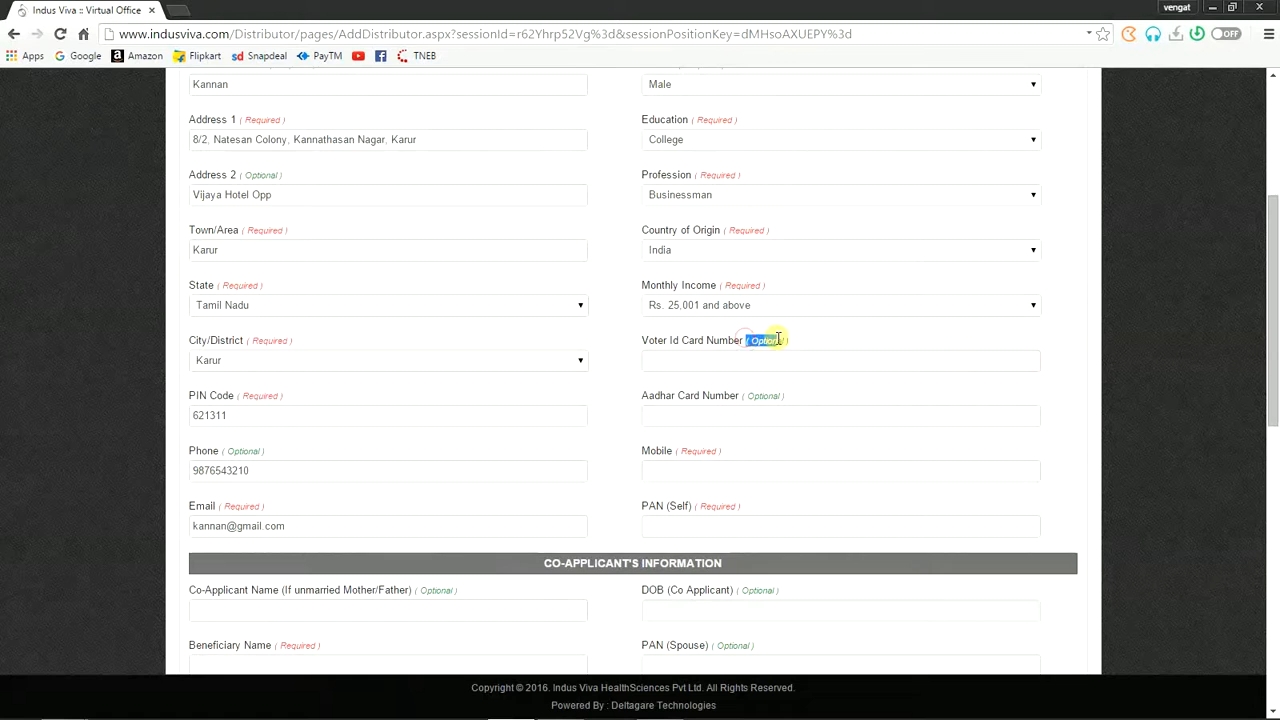 Indus Viva :: Virtual Office
vengat
www.indusviva.com/Distributor/pages/AddDistributor.aspx?sessionId=r62Yhrp52Vg%3d&sessionPositionKey=dMHsoAXUEPY%3d
OFF
Apps Google Amazon Flipkart sd Snapdeal PayTM TNEB
Kannan
Male
Address 1 ( Required )
Education ( Required )
8/2, Natesan Colony, Kannathasan Nagar, Karur
College
Address 2 ( Optional )
Profession ( Required )
Vijaya Hotel Opp
Businessman
Town/Area ( Required )
Country of Origin ( Required )
Karur
India
State ( Required )
Monthly Income ( Required )
Tamil Nadu
Rs. 25,001 and above
City/District ( Required )
Voter Id Card Number ( Optional )
Karur
PIN Code ( Required )
Aadhar Card Number ( Optional )
621311
Phone ( Optional )
Mobile ( Required )
9876543210
Email ( Required )
PAN (Self) ( Required )
kannan@gmail.com
CO-APPLICANT'S INFORMATION
Co-Applicant Name (If unmarried Mother/Father) ( Optional )
DOB (Co Applicant) ( Optional )
Beneficiary Name ( Required )
PAN (Spouse) ( Optional )
Copyright © 2016. Indus Viva HealthSciences Pvt Ltd. All Rights Reserved.
Powered By : Deltagare Technologies